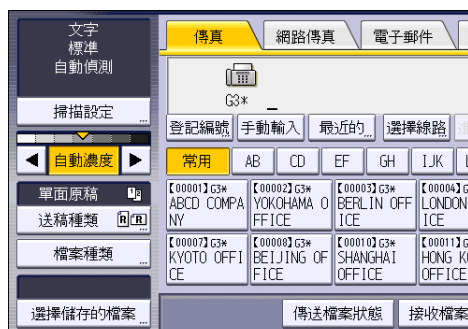 文字
標準
自動偵測
掃描設定
自動濃度
單面原稿
送稿種類
檔案種類
選擇儲存的檔案
傳真
網路傳真
電子郵件
G3* _
登記編號
手動輸入
最近的
選擇線路
常用
AB
CD
EF
GH
IJK
【00001】G3*
ABCD COMPA
NY
【00002】G3*
YOKOHAMA O
FFICE
【00003】G3*
BERLIN OFF
ICE
【00004】G
LONDON
ICE
【00007】G3*
KYOTO OFFI
CE
【00008】G3*
BEIJING OF
FICE
【00010】G3*
SHANGHAI
OFFICE
【00011】G
HONG K
OFFICE
傳送檔案狀態
接收檔案